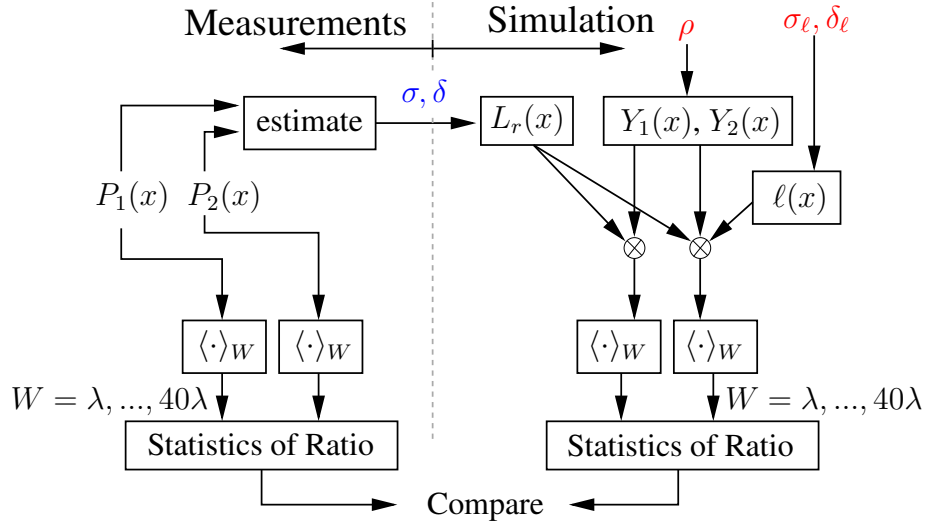 Measurements Simulation
ρ
σ_ℓ, δ_ℓ
σ, δ
estimate
L_r(x)
Y_1(x), Y_2(x)
P_1(x) P_2(x)
ℓ(x)
⊗ ⊗
⟨·⟩_W ⟨·⟩_W ⟨·⟩_W ⟨·⟩_W
W = λ, ..., 40λ W = λ, ..., 40λ
Statistics of Ratio Statistics of Ratio
Compare